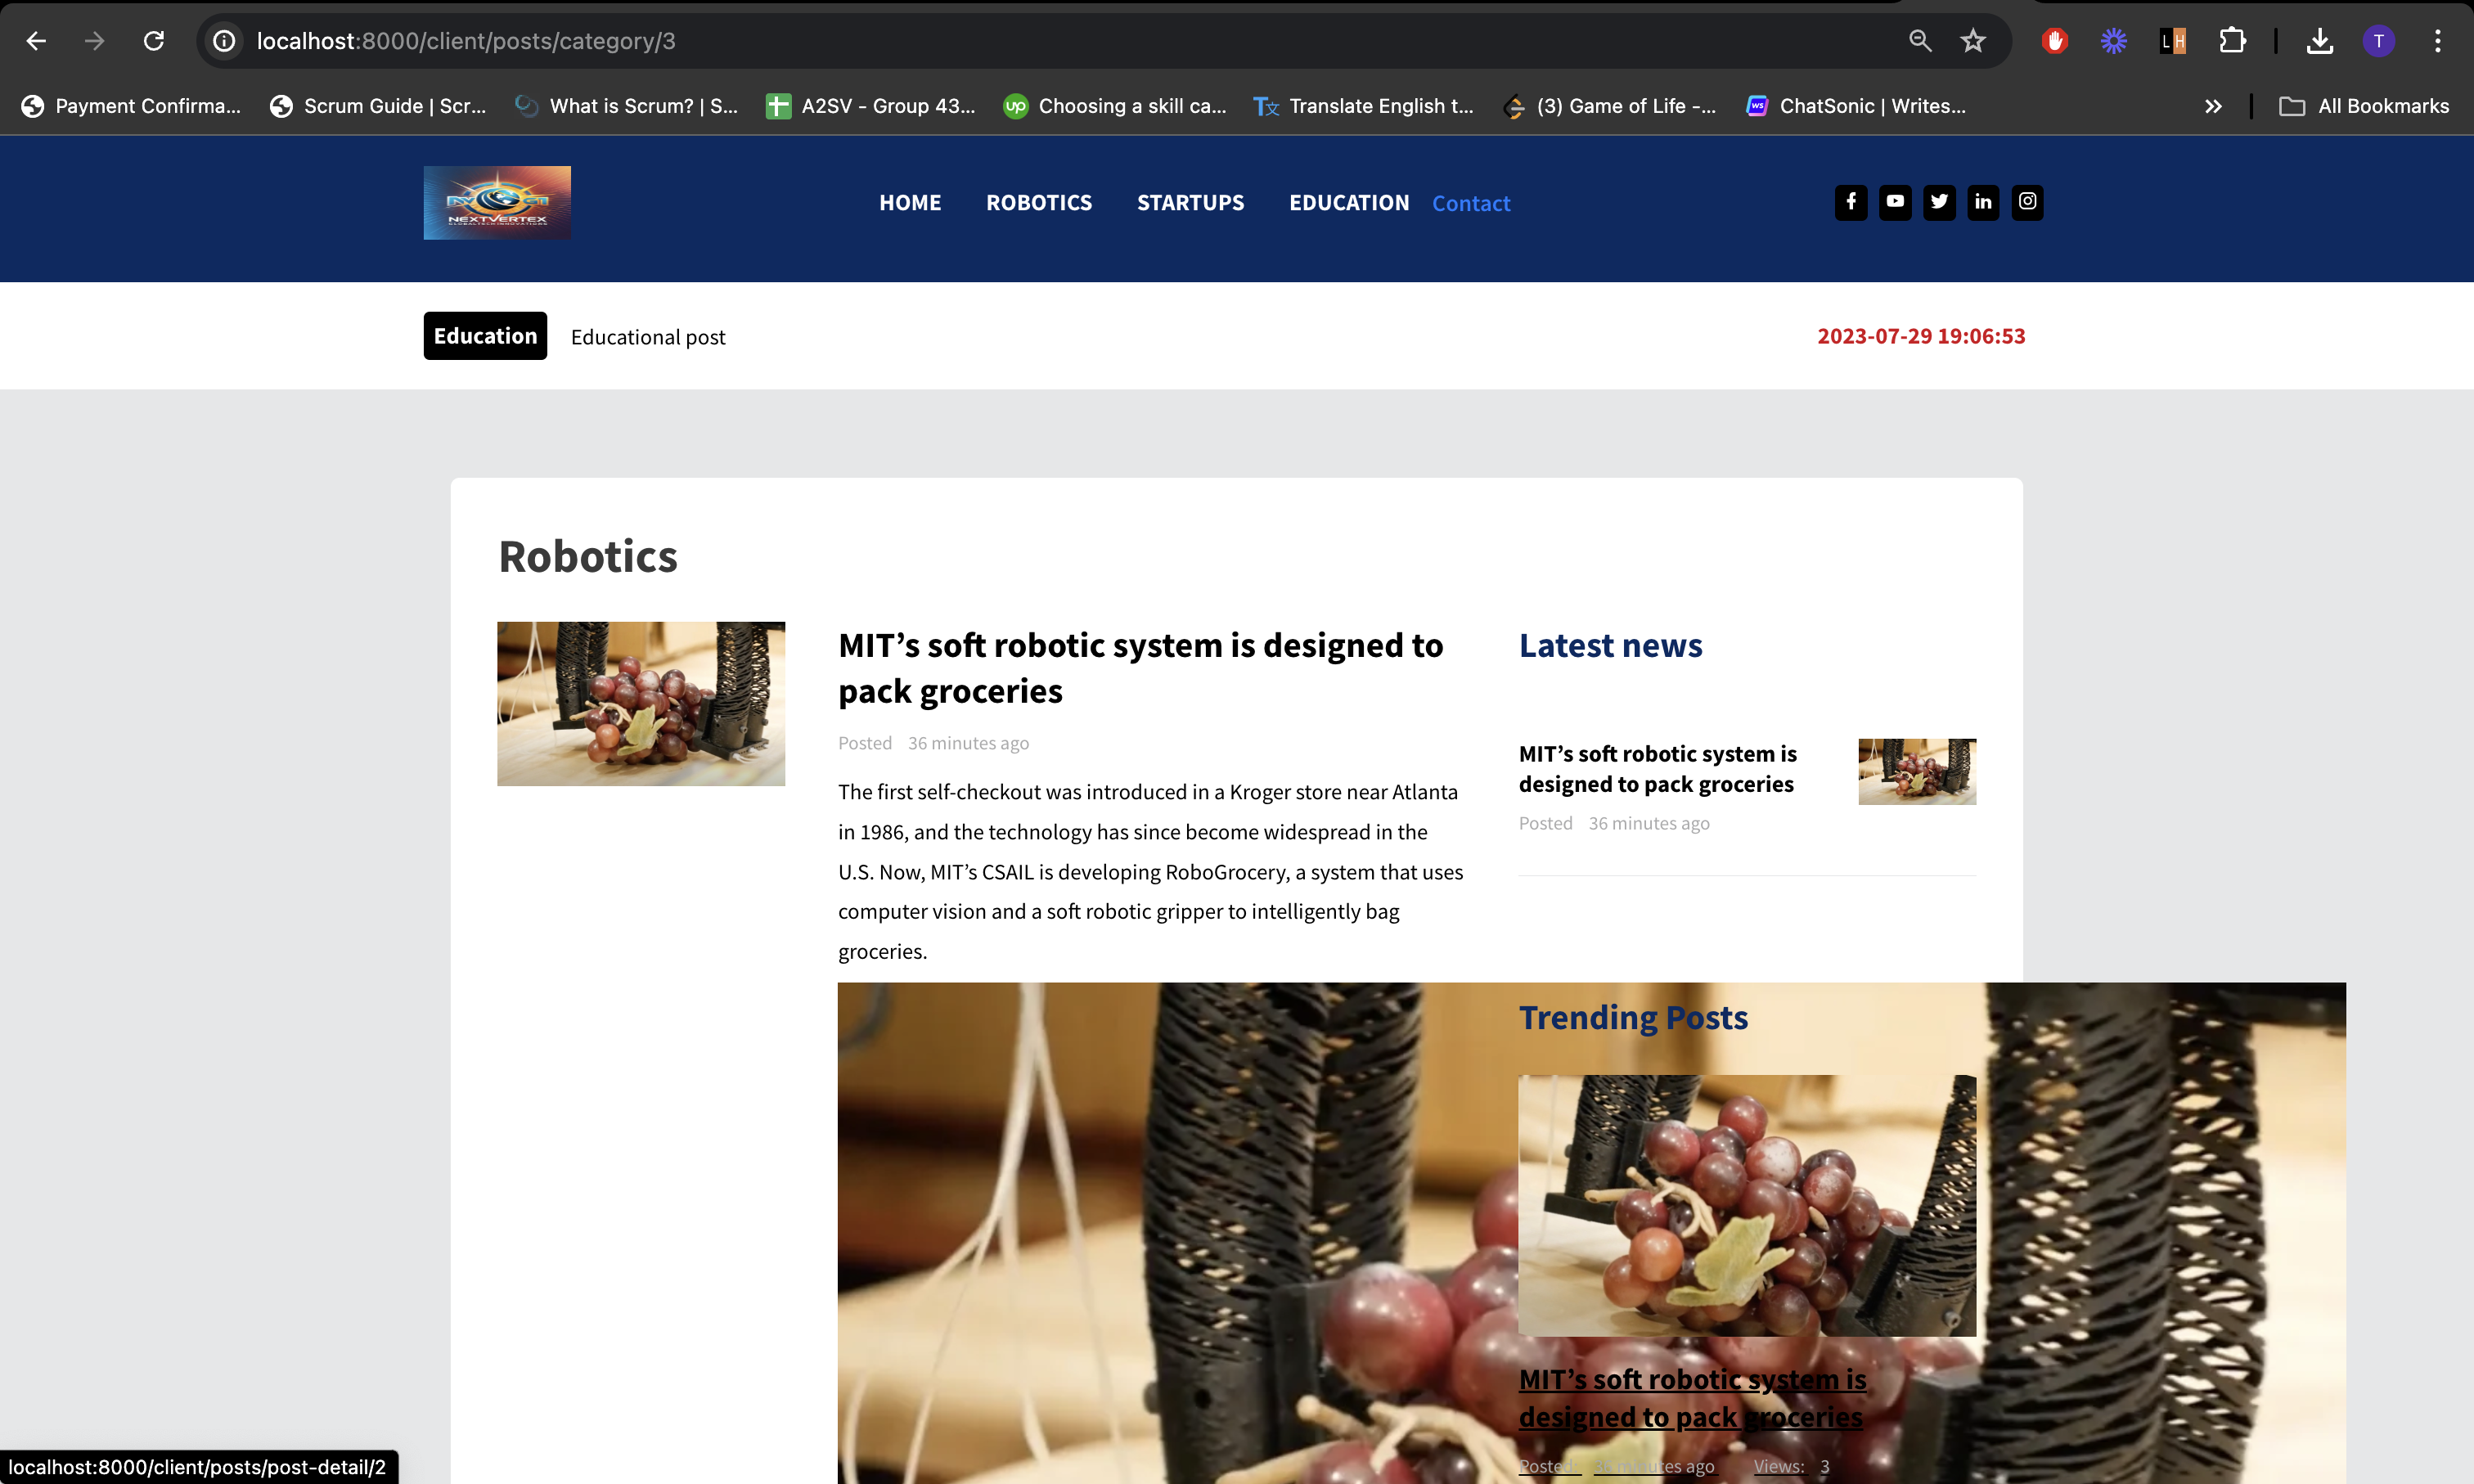 localhost:8000/client/posts/category/3
T
Payment Confirma...
Scrum Guide | Scr...
What is Scrum? | S...
A2SV - Group 43...
up
Choosing a skill ca...
Translate English t...
(3) Game of Life -...
WS
ChatSonic | Writes...
All Bookmarks
NEXTVERTEX
HOME
ROBOTICS
STARTUPS
EDUCATION
Contact
Education
Educational post
2023-07-29 19:06:53
Robotics
MIT’s soft robotic system is designed to
pack groceries
Posted 36 minutes ago
The first self-checkout was introduced in a Kroger store near Atlanta
in 1986, and the technology has since become widespread in the
U.S. Now, MIT’s CSAIL is developing RoboGrocery, a system that uses
computer vision and a soft robotic gripper to intelligently bag
groceries.
Latest news
MIT’s soft robotic system is
designed to pack groceries
Posted 36 minutes ago
Trending Posts
MIT’s soft robotic system is
designed to pack groceries
Posted: 36 minutes ago Views: 3
localhost:8000/client/posts/post-detail/2